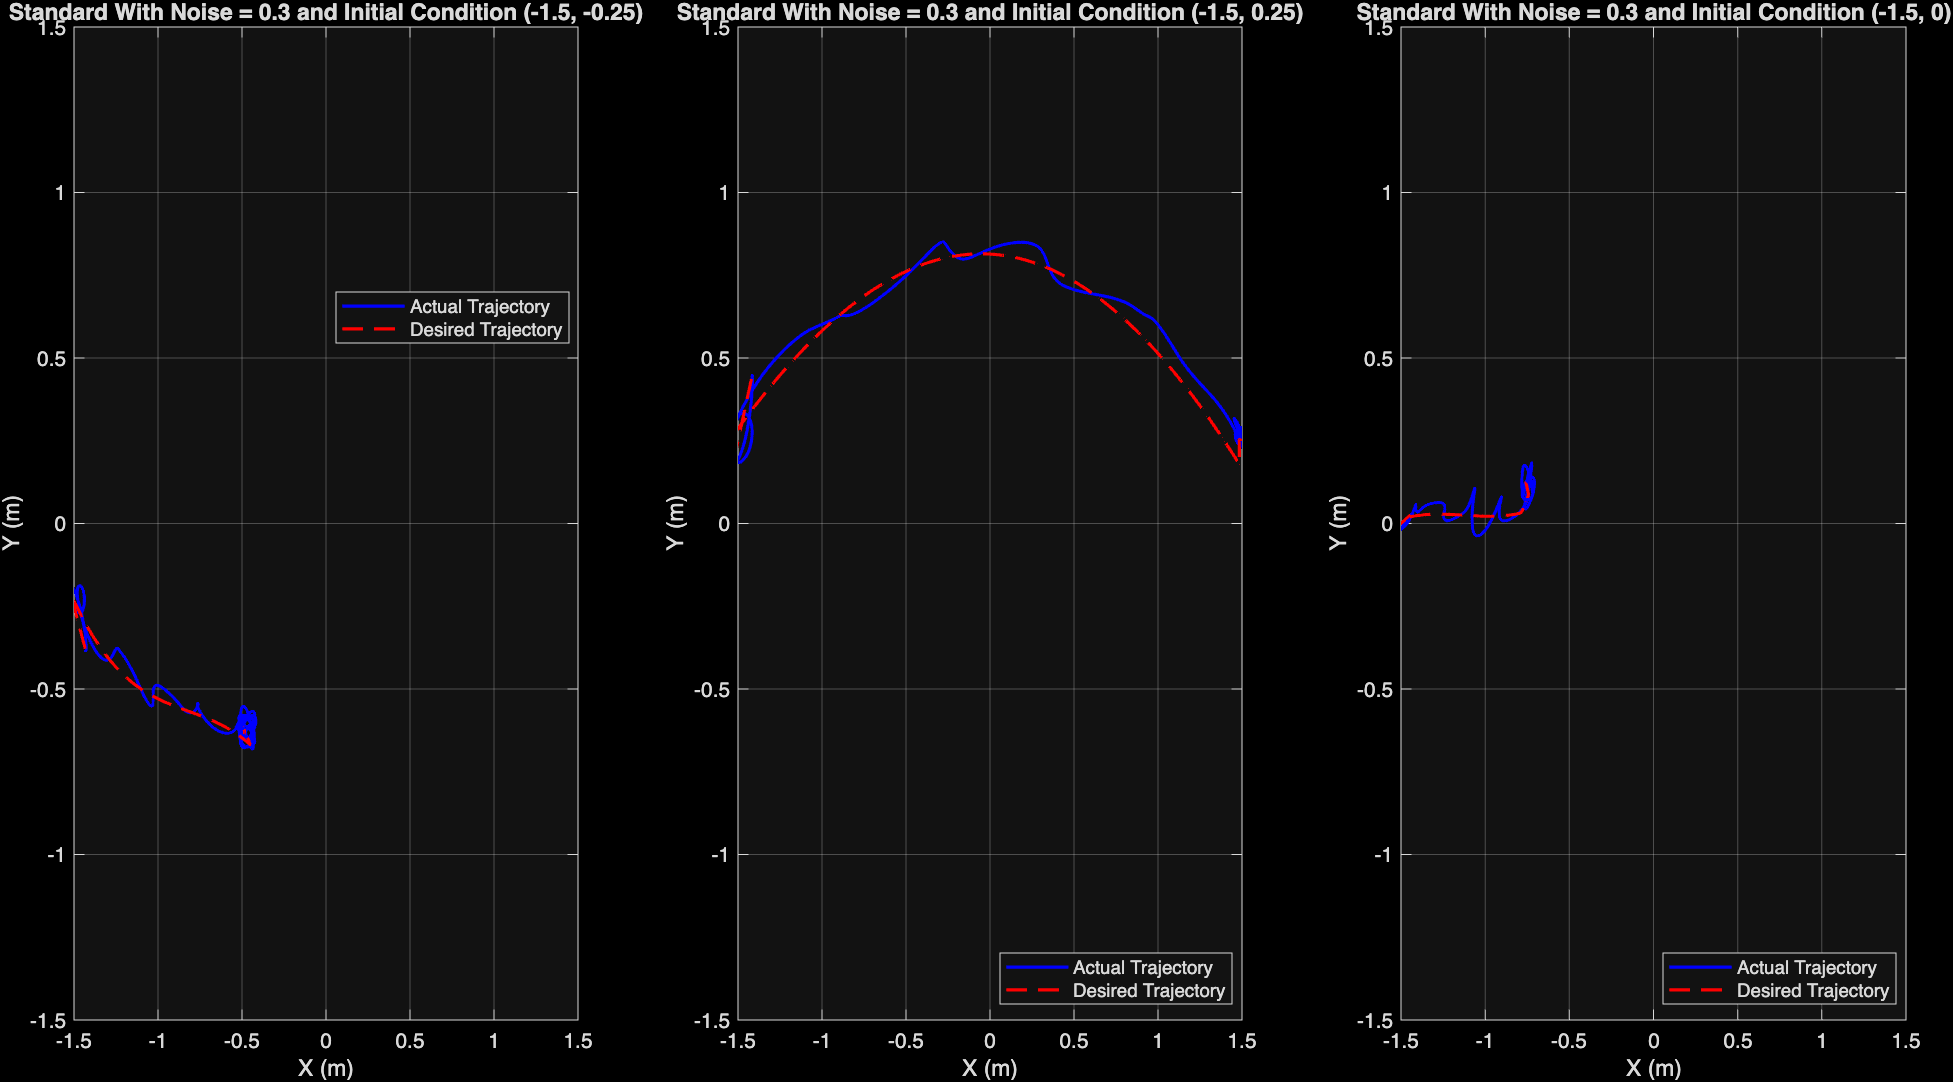 Standard With Noise = 0.3 and Initial Condition (-1.5, -0.25)
1.5
1
0.5
0
-0.5
-1
-1.5
Y (m)
Actual Trajectory
Desired Trajectory
-1.5 -1 -0.5 0 0.5 1 1.5
X (m)
Standard With Noise = 0.3 and Initial Condition (-1.5, 0.25)
1.5
1
0.5
0
-0.5
-1
-1.5
Y (m)
Actual Trajectory
Desired Trajectory
-1.5 -1 -0.5 0 0.5 1 1.5
X (m)
Standard With Noise = 0.3 and Initial Condition (-1.5, 0)
1.5
1
0.5
0
-0.5
-1
-1.5
Y (m)
Actual Trajectory
Desired Trajectory
-1.5 -1 -0.5 0 0.5 1 1.5
X (m)